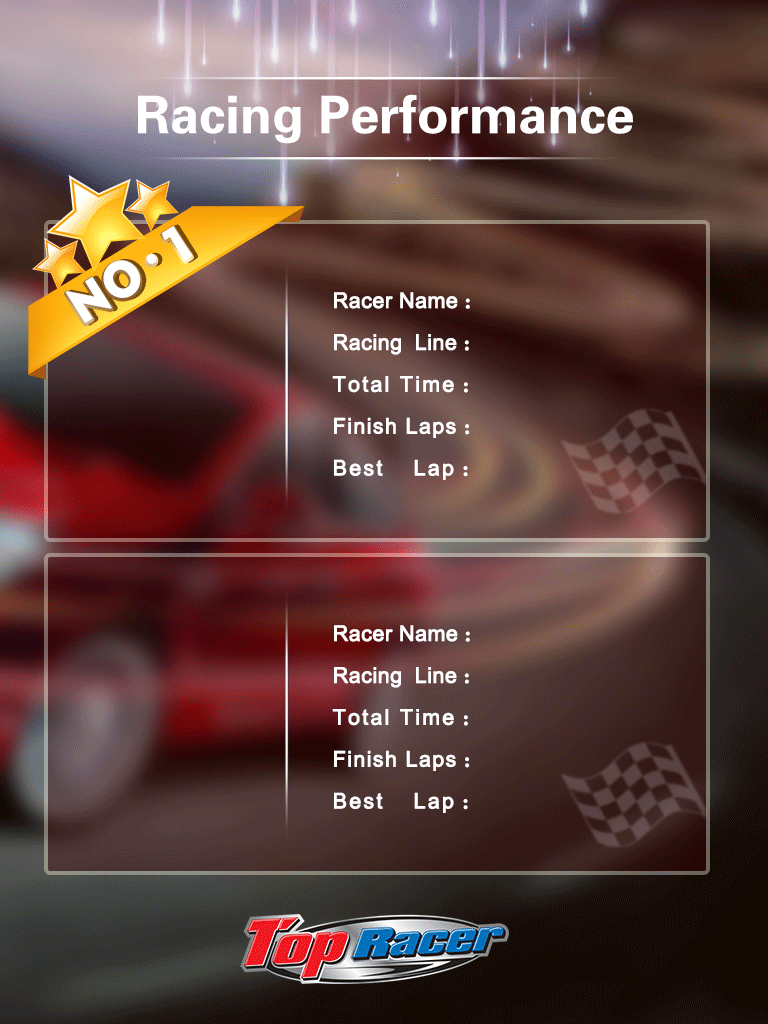 Racing Performance
NO·1
Racer Name :
Racing Line :
Total Time :
Finish Laps :
Best Lap :
Racer Name :
Racing Line :
Total Time :
Finish Laps :
Best Lap :
Top Racer